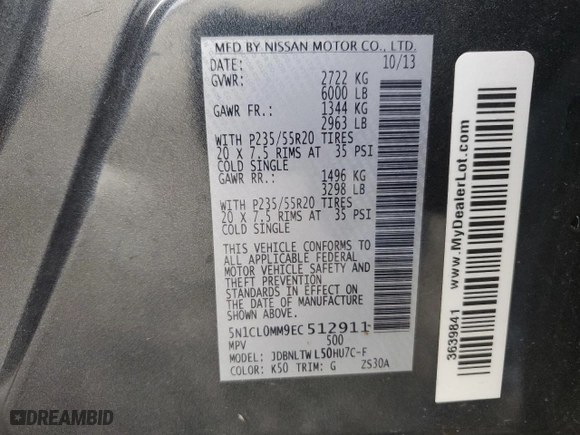 MFD BY NISSAN MOTOR CO., LTD.
DATE: 10/13
GVWR: 2722 KG
6000 LB
GAWR FR.: 1344 KG
2963 LB
WITH P235/55R20 TIRES
20 X 7.5 RIMS AT 35 PSI
COLD SINGLE
GAWR RR.: 1496 KG
3298 LB
WITH P235/55R20 TIRES
20 X 7.5 RIMS AT 35 PSI
COLD SINGLE
THIS VEHICLE CONFORMS TO
ALL APPLICABLE FEDERAL
MOTOR VEHICLE SAFETY AND
THEFT PREVENTION
STANDARDS IN EFFECT ON
THE DATE OF MANUFACTURE
SHOWN ABOVE.
5N1CL0MM9EC512911
MPV 500
MODEL: JDBNLTWL50HU7C-F
COLOR: K50 TRIM: G ZS30A
www.MyDealerLot.com
3639841
DREAMBID